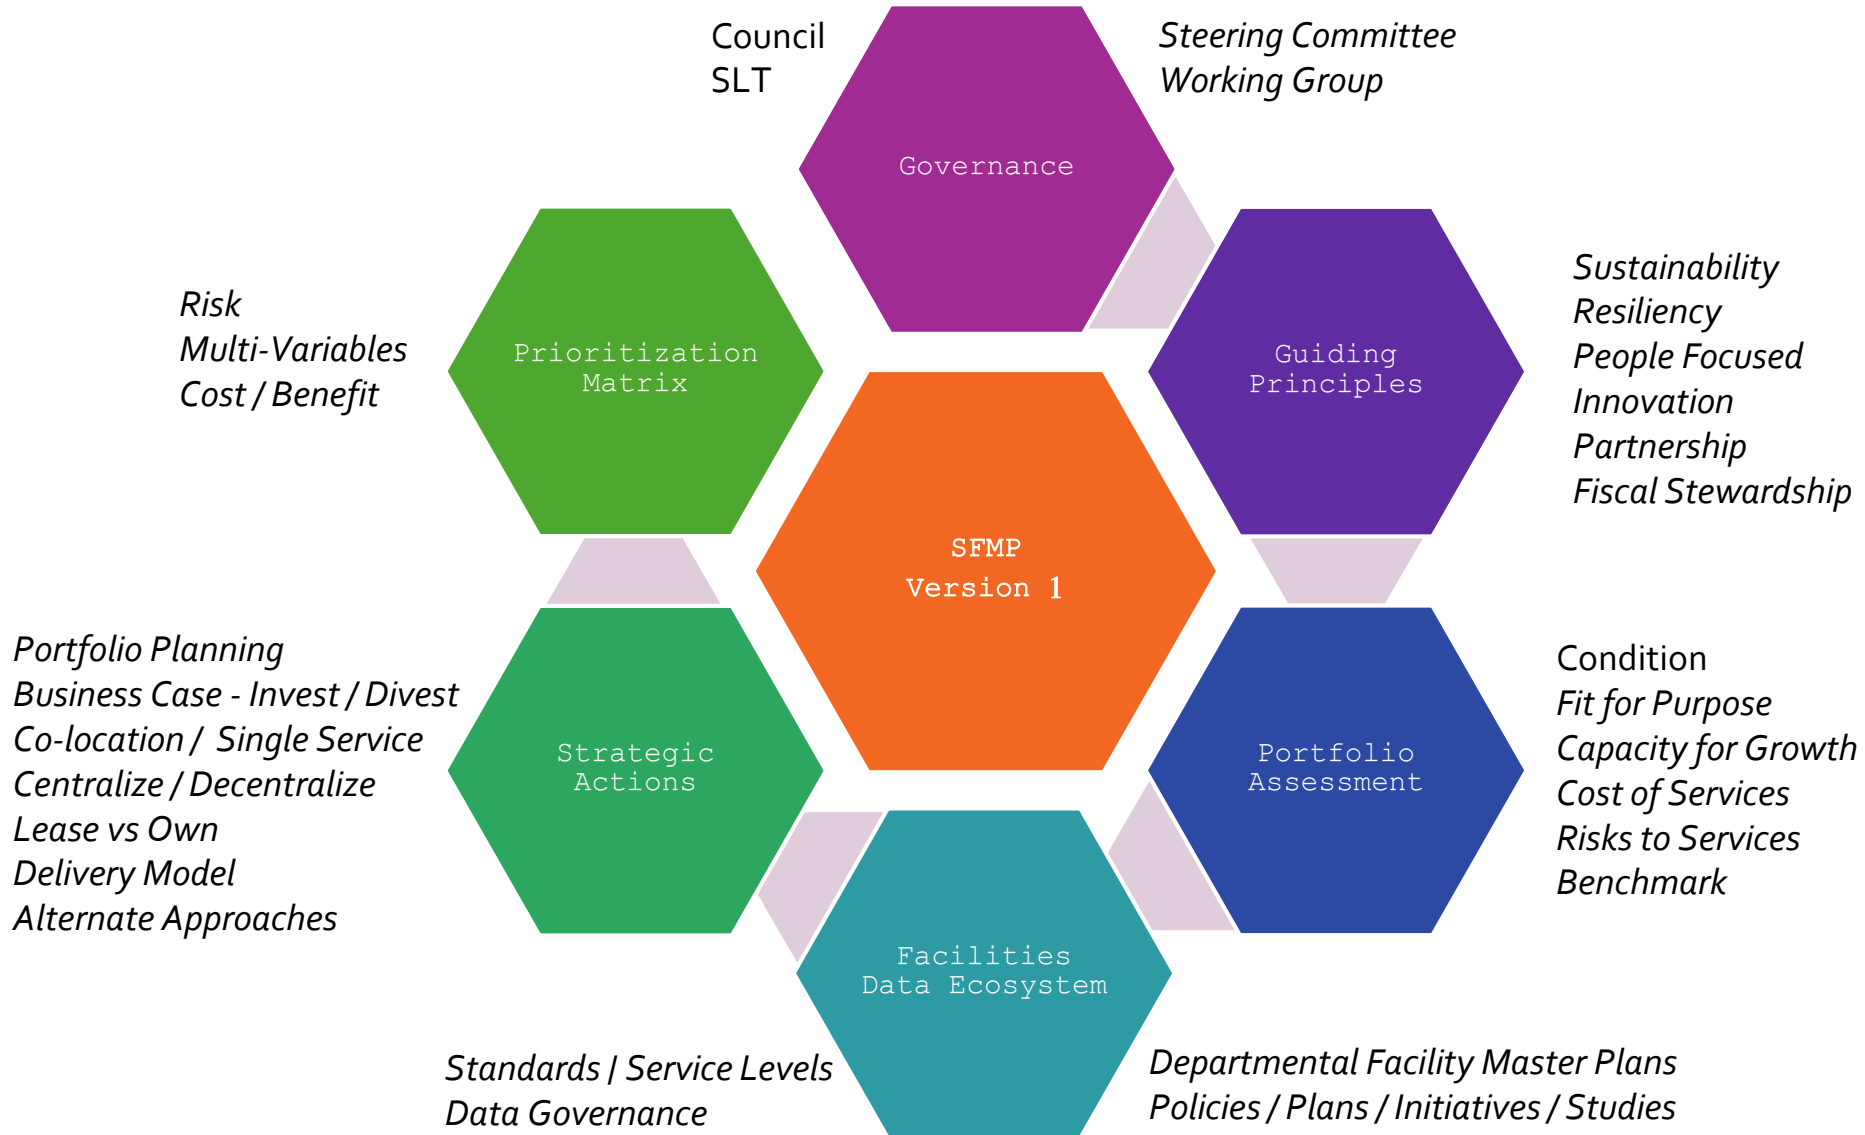 Council
SLT
Steering Committee
Working Group
Governance
Guiding
Principles
Sustainability
Resiliency
People Focused
Innovation
Partnership
Fiscal Stewardship
Risk
Multi-Variables
Cost / Benefit
Prioritization
Matrix
SFMP
Version 1
Portfolio Planning
Business Case - Invest / Divest
Co-location / Single Service
Centralize / Decentralize
Lease vs Own
Delivery Model
Alternate Approaches
Strategic
Actions
Portfolio
Assessment
Condition
Fit for Purpose
Capacity for Growth
Cost of Services
Risks to Services
Benchmark
Facilities
Data Ecosystem
Standards | Service Levels
Data Governance
Departmental Facility Master Plans
Policies / Plans / Initiatives / Studies